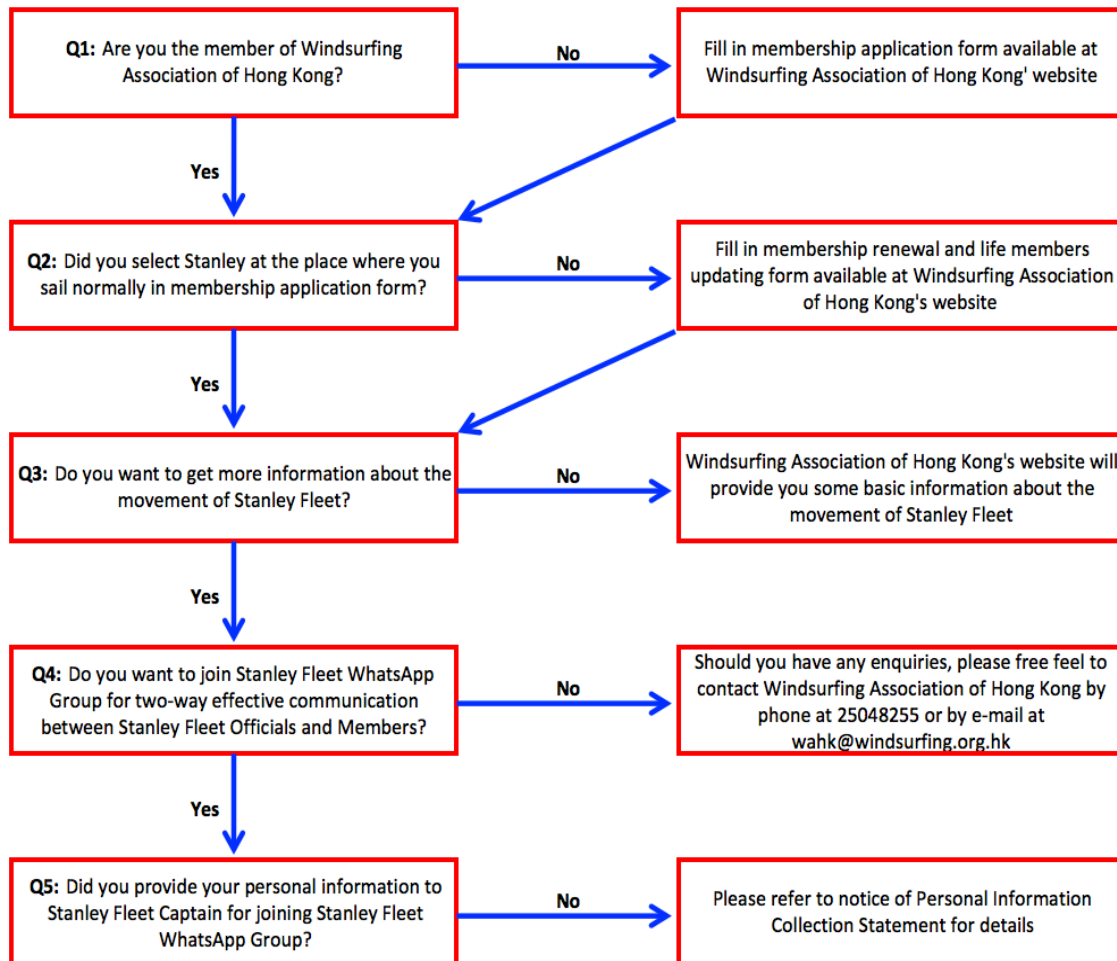 Q1: Are you the member of Windsurfing
Association of Hong Kong?
No
Fill in membership application form available at
Windsurfing Association of Hong Kong' website
Yes
Q2: Did you select Stanley at the place where you
sail normally in membership application form?
No
Fill in membership renewal and life members
updating form available at Windsurfing Association
of Hong Kong's website
Yes
Q3: Do you want to get more information about the
movement of Stanley Fleet?
No
Windsurfing Association of Hong Kong's website will
provide you some basic information about the
movement of Stanley Fleet
Yes
Q4: Do you want to join Stanley Fleet WhatsApp
Group for two-way effective communication
between Stanley Fleet Officials and Members?
No
Should you have any enquiries, please free feel to
contact Windsurfing Association of Hong Kong by
phone at 25048255 or by e-mail at
wahk@windsurfing.org.hk
Yes
Q5: Did you provide your personal information to
Stanley Fleet Captain for joining Stanley Fleet
WhatsApp Group?
No
Please refer to notice of Personal Information
Collection Statement for details